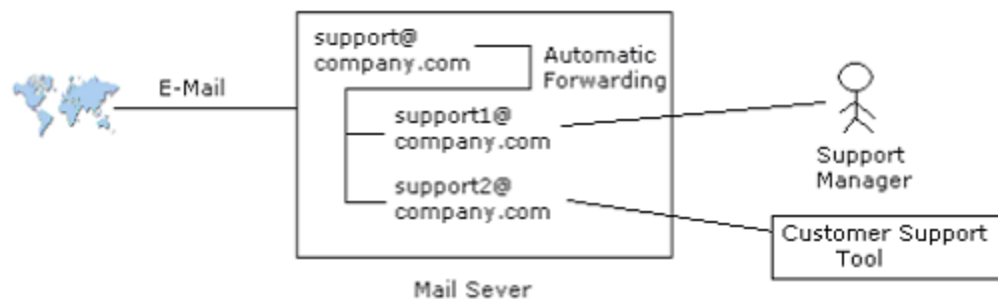 support@
company.com
Automatic
Forwarding
E-Mail
support1@
company.com
support2@
company.com
Support
Manager
Customer Support
Tool
Mail Sever